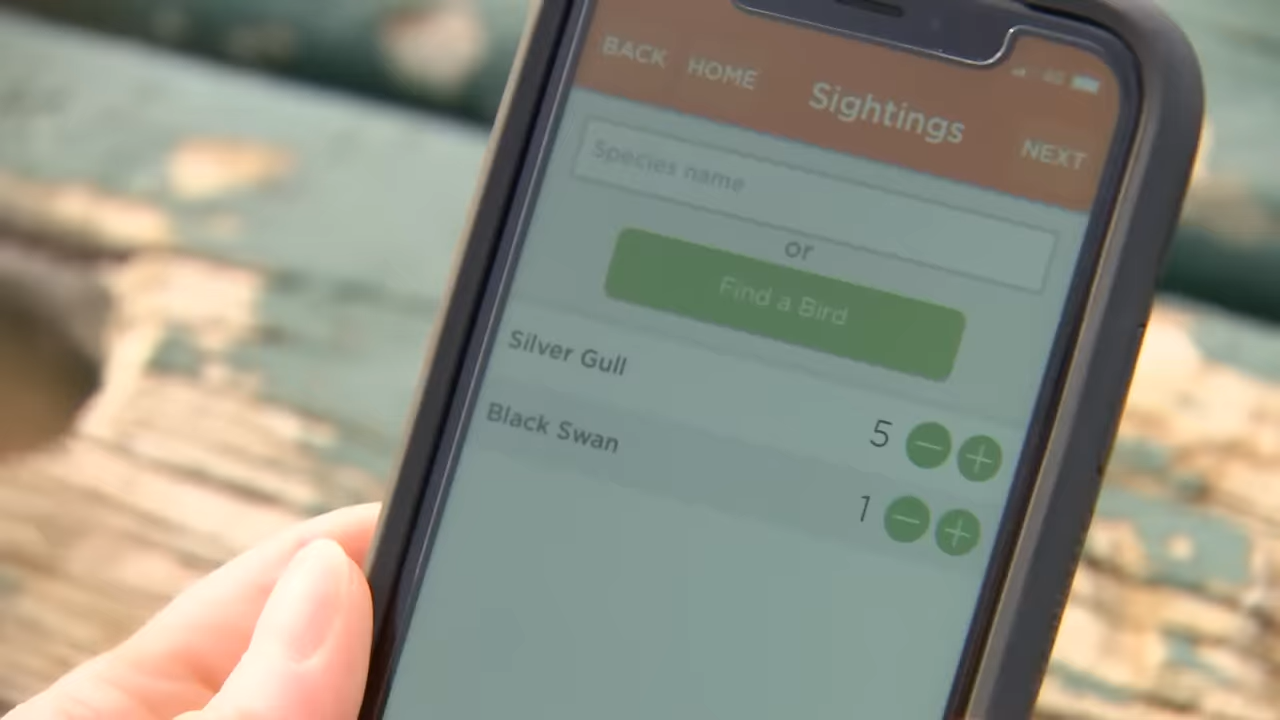 BACK HOME Sightings NEXT
Species name
or
Find a Bird
Silver Gull 5
Black Swan 1